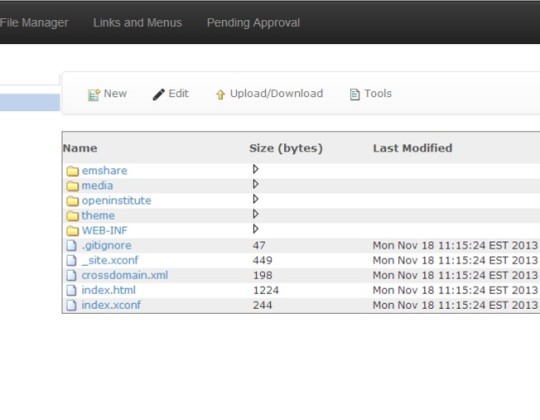 File Manager Links and Menus Pending Approval
New Edit Upload/Download Tools
Name Size (bytes) Last Modified
emshare
media
openinstitute
theme
WEB-INF
.gitignore 47 Mon Nov 18 11:15:24 EST 2013
_site.xconf 449 Mon Nov 18 11:15:24 EST 2013
crossdomain.xml 198 Mon Nov 18 11:15:24 EST 2013
index.html 1224 Mon Nov 18 11:15:24 EST 2013
index.xconf 244 Mon Nov 18 11:15:24 EST 2013